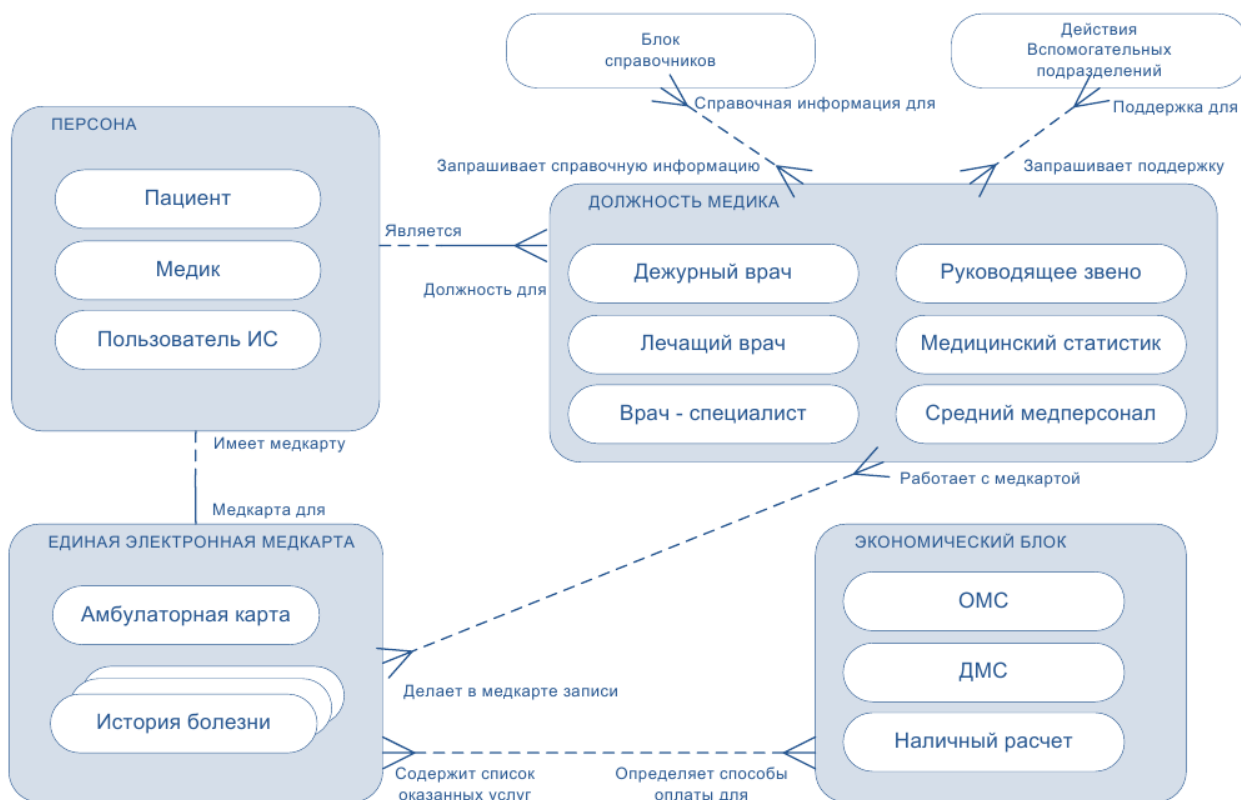 Блок
справочников
Действия
Вспомогательных
подразделений
Справочная информация для
Поддержка для
ПЕРСОНА
Пациент
Медик
Пользователь ИС
Запрашивает справочную информацию
Запрашивает поддержку
Является
Должность для
ДОЛЖНОСТЬ МЕДИКА
Дежурный врач
Руководящее звено
Лечащий врач
Медицинский статистик
Врач - специалист
Средний медперсонал
Имеет медкарту
Медкарта для
Работает с медкартой
ЕДИНАЯ ЭЛЕКТРОННАЯ МЕДКАРТА
Амбулаторная карта
История болезни
Делает в медкарте записи
ЭКОНОМИЧЕСКИЙ БЛОК
ОМС
ДМС
Наличный расчет
Содержит список
оказанных услуг
Определяет способы
оплаты для